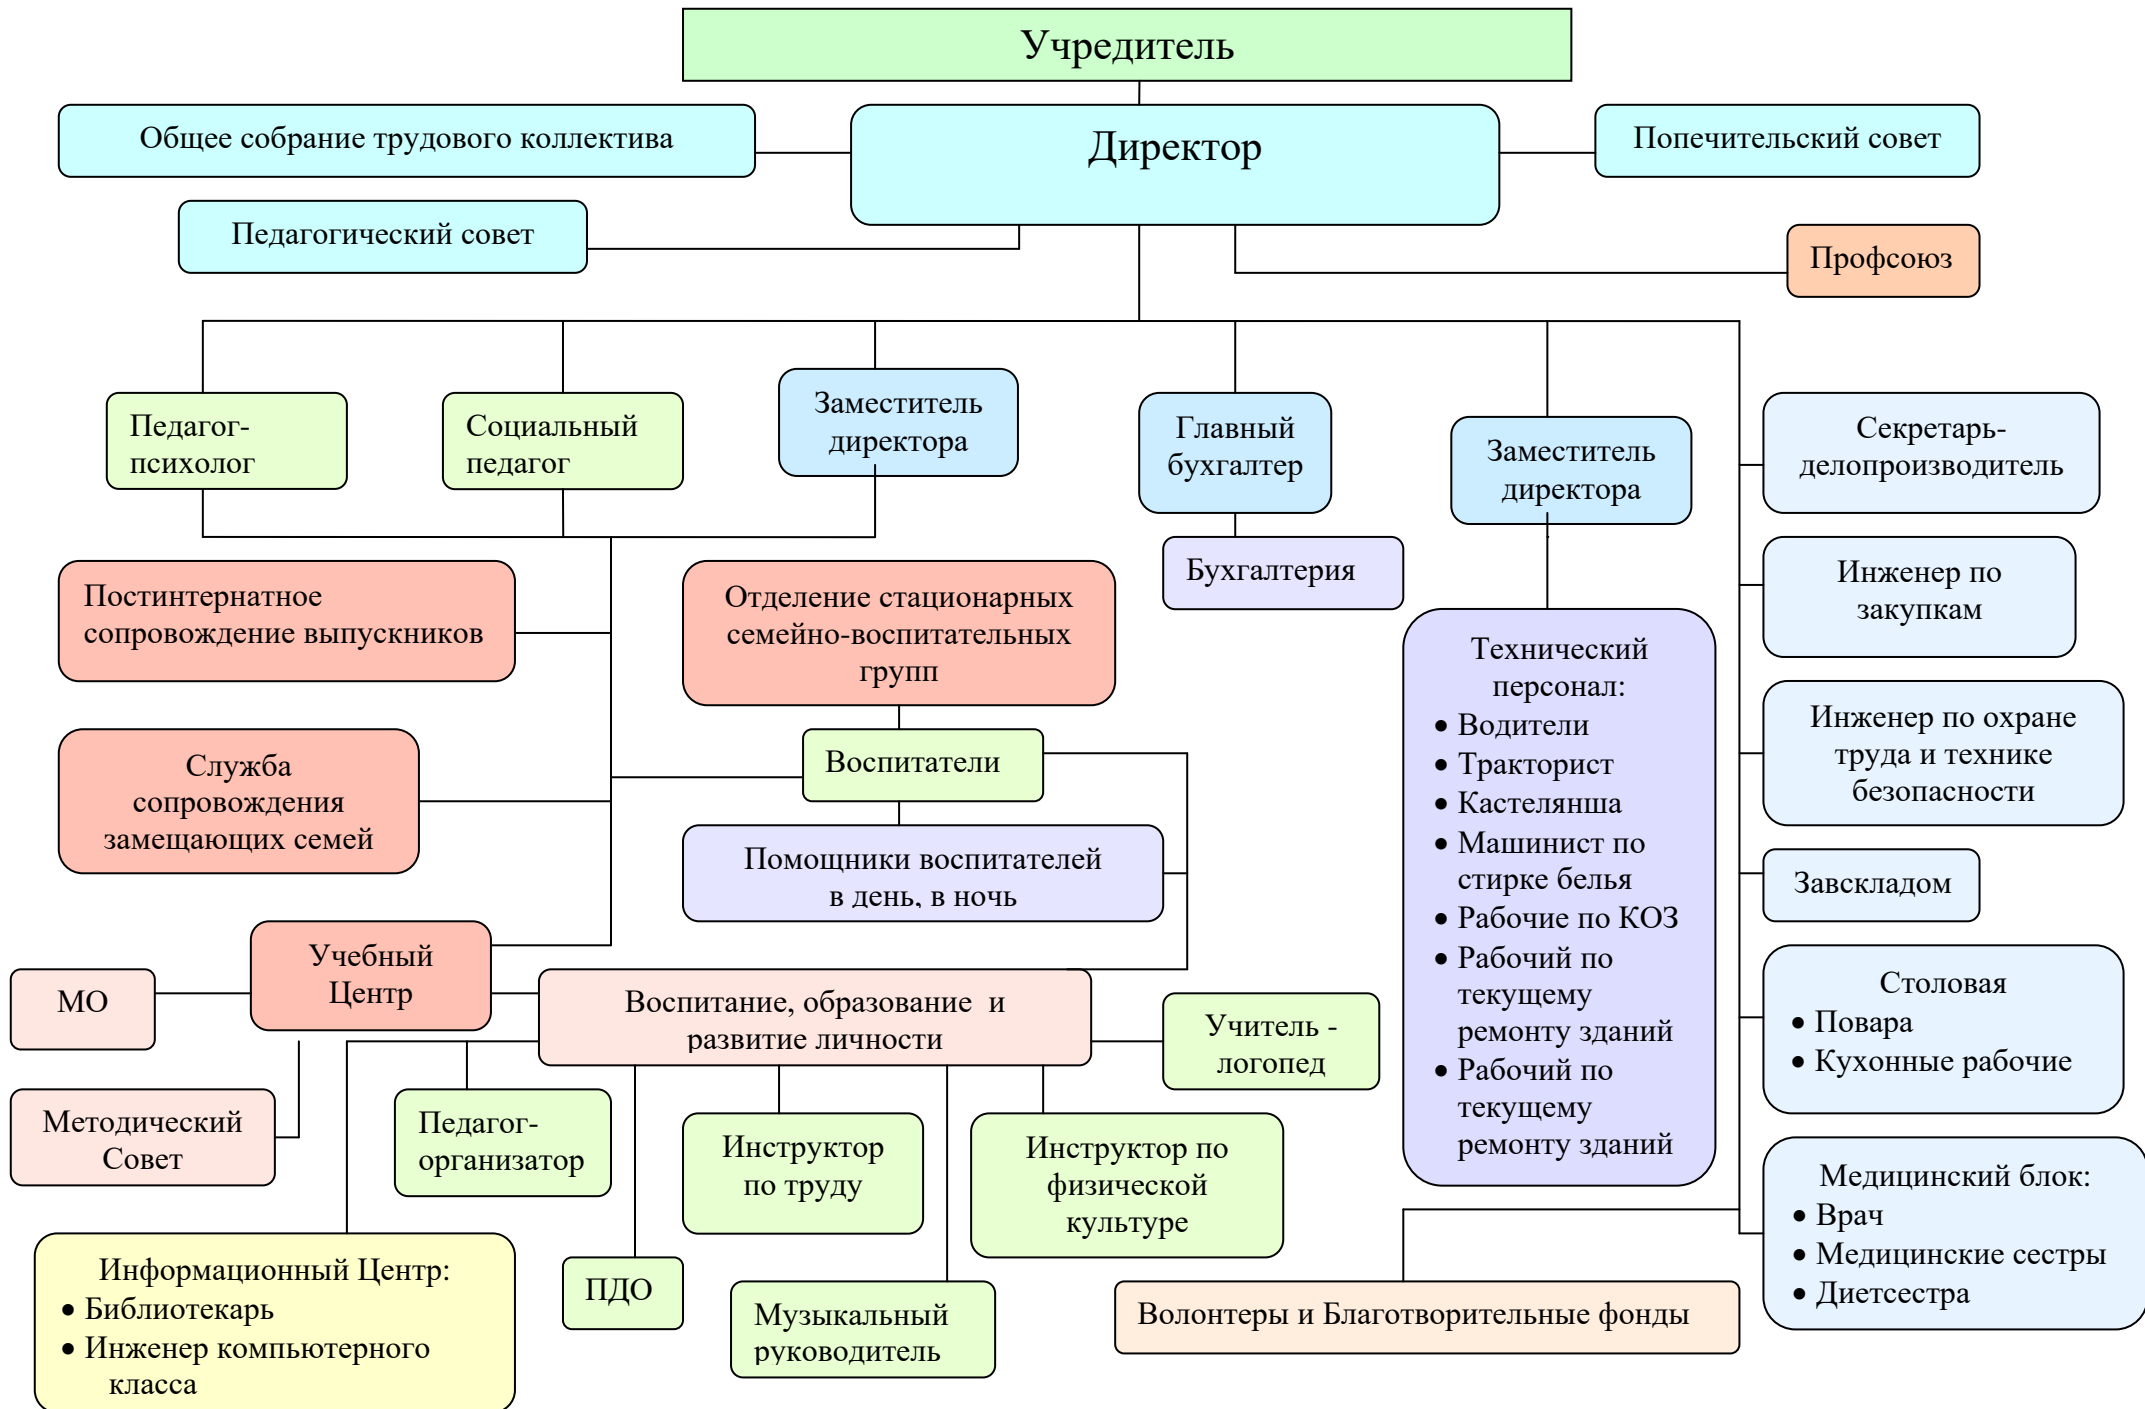 Учредитель
Общее собрание трудового коллектива
Директор
Попечительский совет
Педагогический совет
Профсоюз
Педагог-
психолог
Социальный
педагог
Заместитель
директора
Главный
бухгалтер
Заместитель
директора
Секретарь-
делопроизводитель
Бухгалтерия
Инженер по
закупкам
Постинтернатное
сопровождение выпускников
Отделение стационарных
семейно-воспитательных
групп
Технический
персонал:
• Водители
• Тракторист
• Кастелянша
• Машинист по
стирке белья
• Рабочие по КОЗ
• Рабочий по
текущему
ремонту зданий
• Рабочий по
текущему
ремонту зданий
Инженер по охране
труда и технике
безопасности
Служба
сопровождения
замещающих семей
Воспитатели
Помощники воспитателей
в день, в ночь
Завскладом
Учебный
Центр
МО
Воспитание, образование и
развитие личности
Учитель -
логопед
Столовая
• Повара
• Кухонные рабочие
Методический
Совет
Педагог-
организатор
Инструктор
по труду
Инструктор по
физической
культуре
Медицинский блок:
• Врач
• Медицинские сестры
• Диетсестра
Информационный Центр:
• Библиотекарь
• Инженер компьютерного
класса
ПДО
Музыкальный
руководитель
Волонтеры и Благотворительные фонды